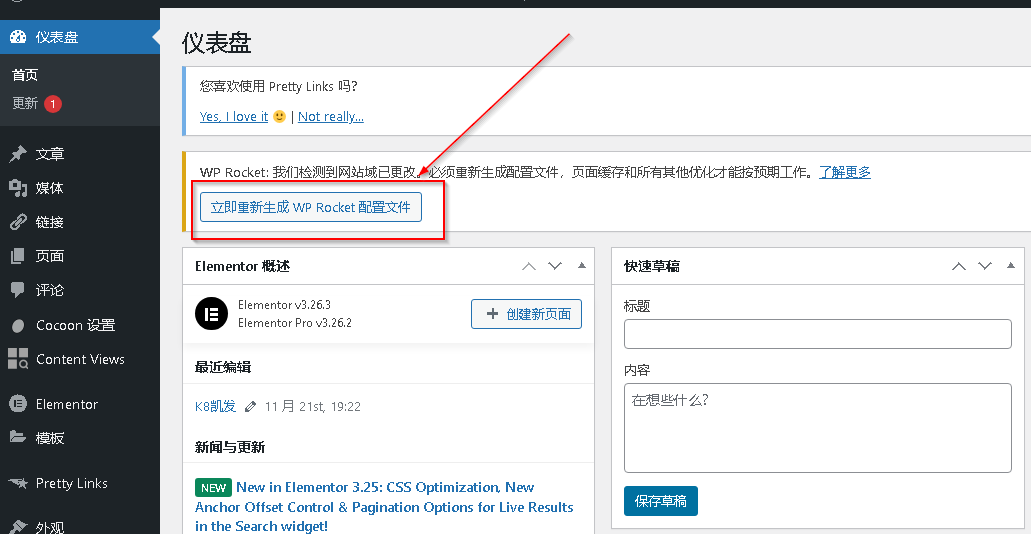 仪表盘
首页
更新 1
文章
媒体
链接
页面
评论
Cocoon 设置
Content Views
Elementor
模板
Pretty Links
外观
仪表盘
您喜欢使用 Pretty Links 吗?
Yes, I love it | Not really...
WP Rocket: 我们检测到网站域已更改。必须重新生成配置文件，页面缓存和所有其他优化才能按预期工作。了解更多
立即重新生成 WP Rocket 配置文件
Elementor 概述
Elementor v3.26.3
Elementor Pro v3.26.2
创建新页面
最近编辑
K8凯发 11 月 21st, 19:22
新闻与更新
NEW New in Elementor 3.25: CSS Optimization, New
Anchor Offset Control & Pagination Options for Live Results
in the Search widget!
快速草稿
标题
内容
在想些什么?
保存草稿